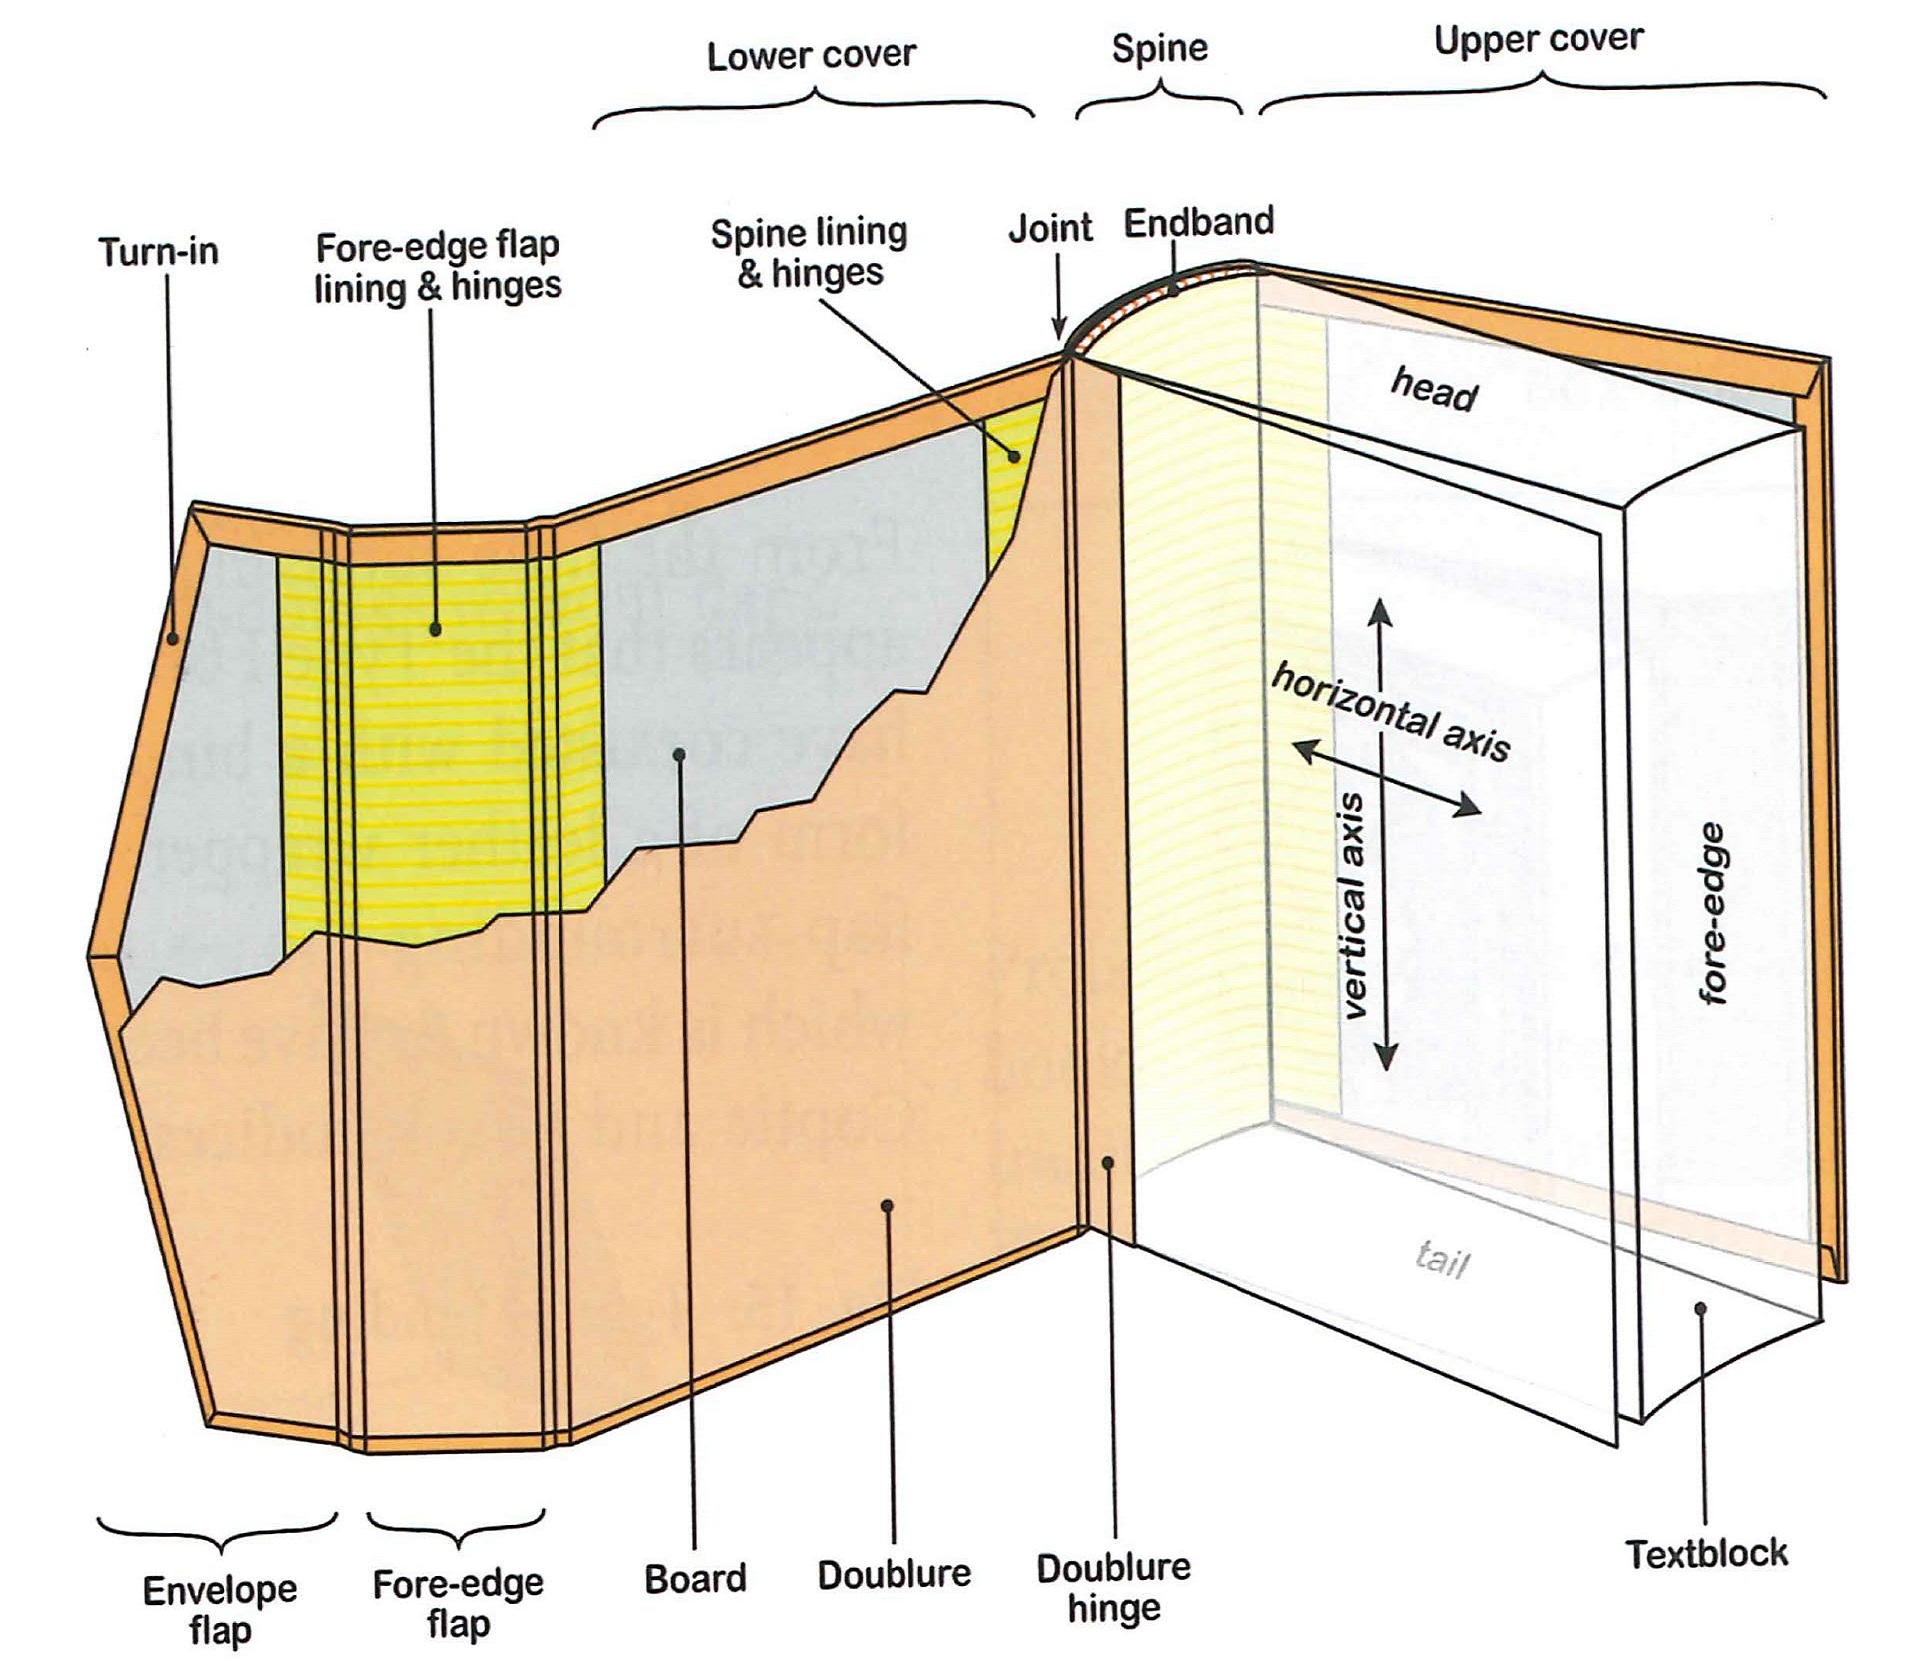 Lower cover
Spine
Upper cover
Turn-in
Fore-edge flap
lining & hinges
Spine lining
& hinges
Joint
Endband
head
horizontal axis
vertical axis
fore-edge
tail
Envelope
flap
Fore-edge
flap
Board
Doublure
Doublure
hinge
Textblock